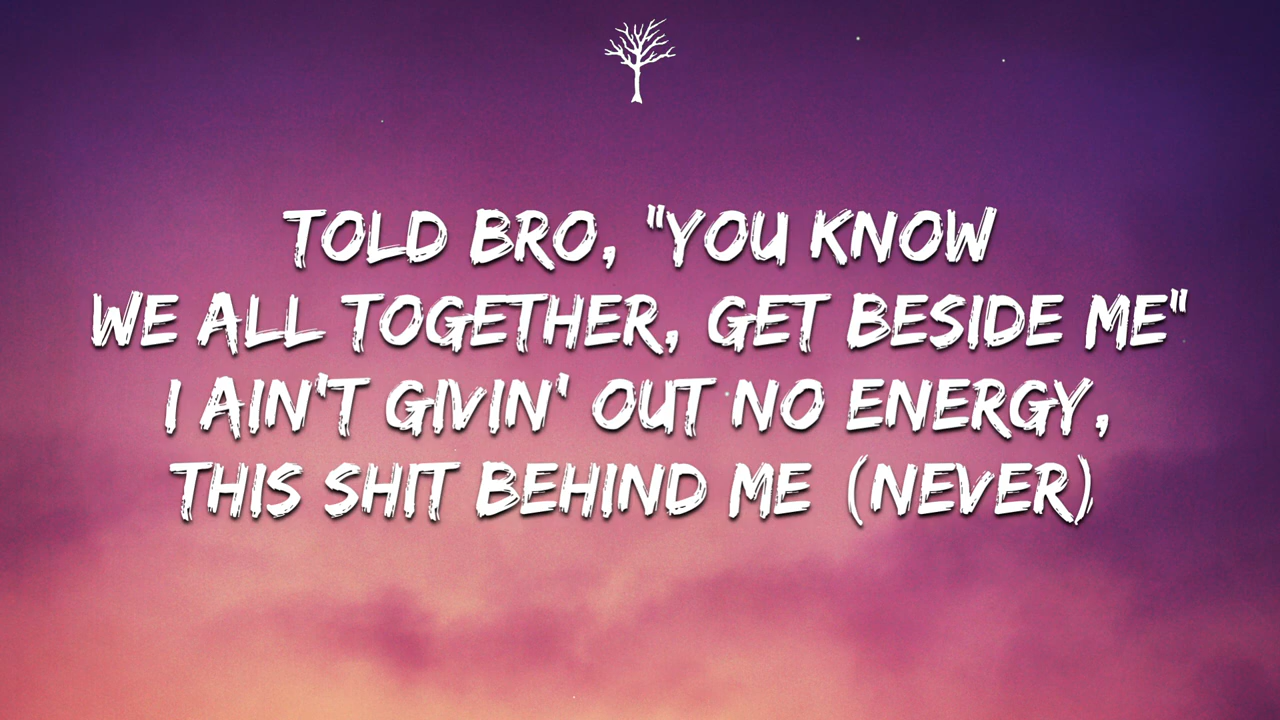 TOLD BRO, "YOU KNOW
WE ALL TOGETHER, GET BESIDE ME"
I AIN'T GIVIN' OUT NO ENERGY,
THIS SHIT BEHIND ME (NEVER)